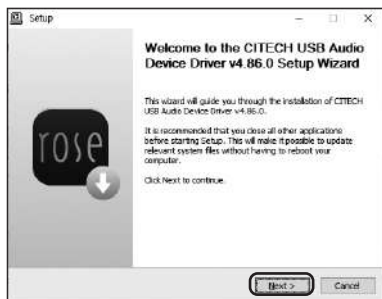 Setup
Welcome to the CITECH USB Audio
Device Driver v4.86.0 Setup Wizard
This wizard will guide you through the installation of CITECH
USB Audio Device Driver v4.86.0.
It is recommended that you close all other applications
before starting Setup. This will make it possible to update
relevant system files without having to reboot your
computer.
Click Next to continue.
rose
Next >
Cancel